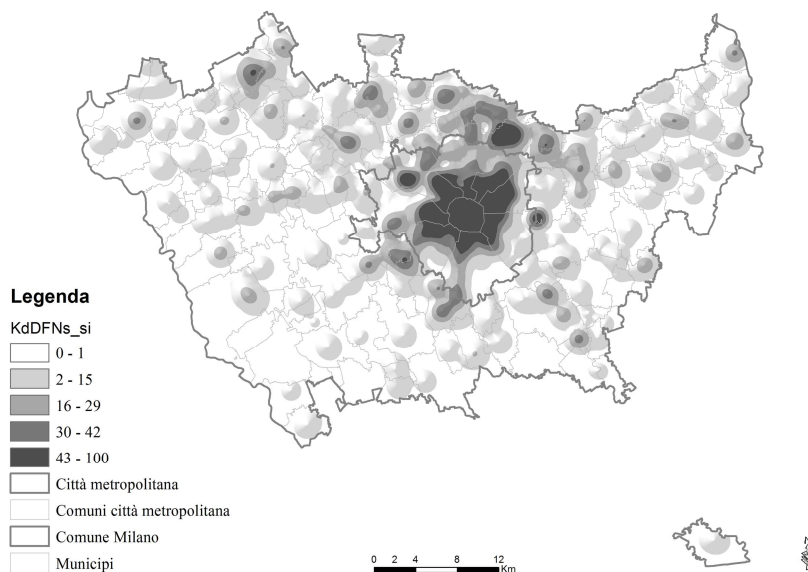 Legenda
KdDFNs_si
0 - 1
2 - 15
16 - 29
30 - 42
43 - 100
Città metropolitana
Comuni città metropolitana
Comune Milano
Municipi
0 2 4 8 12
Km